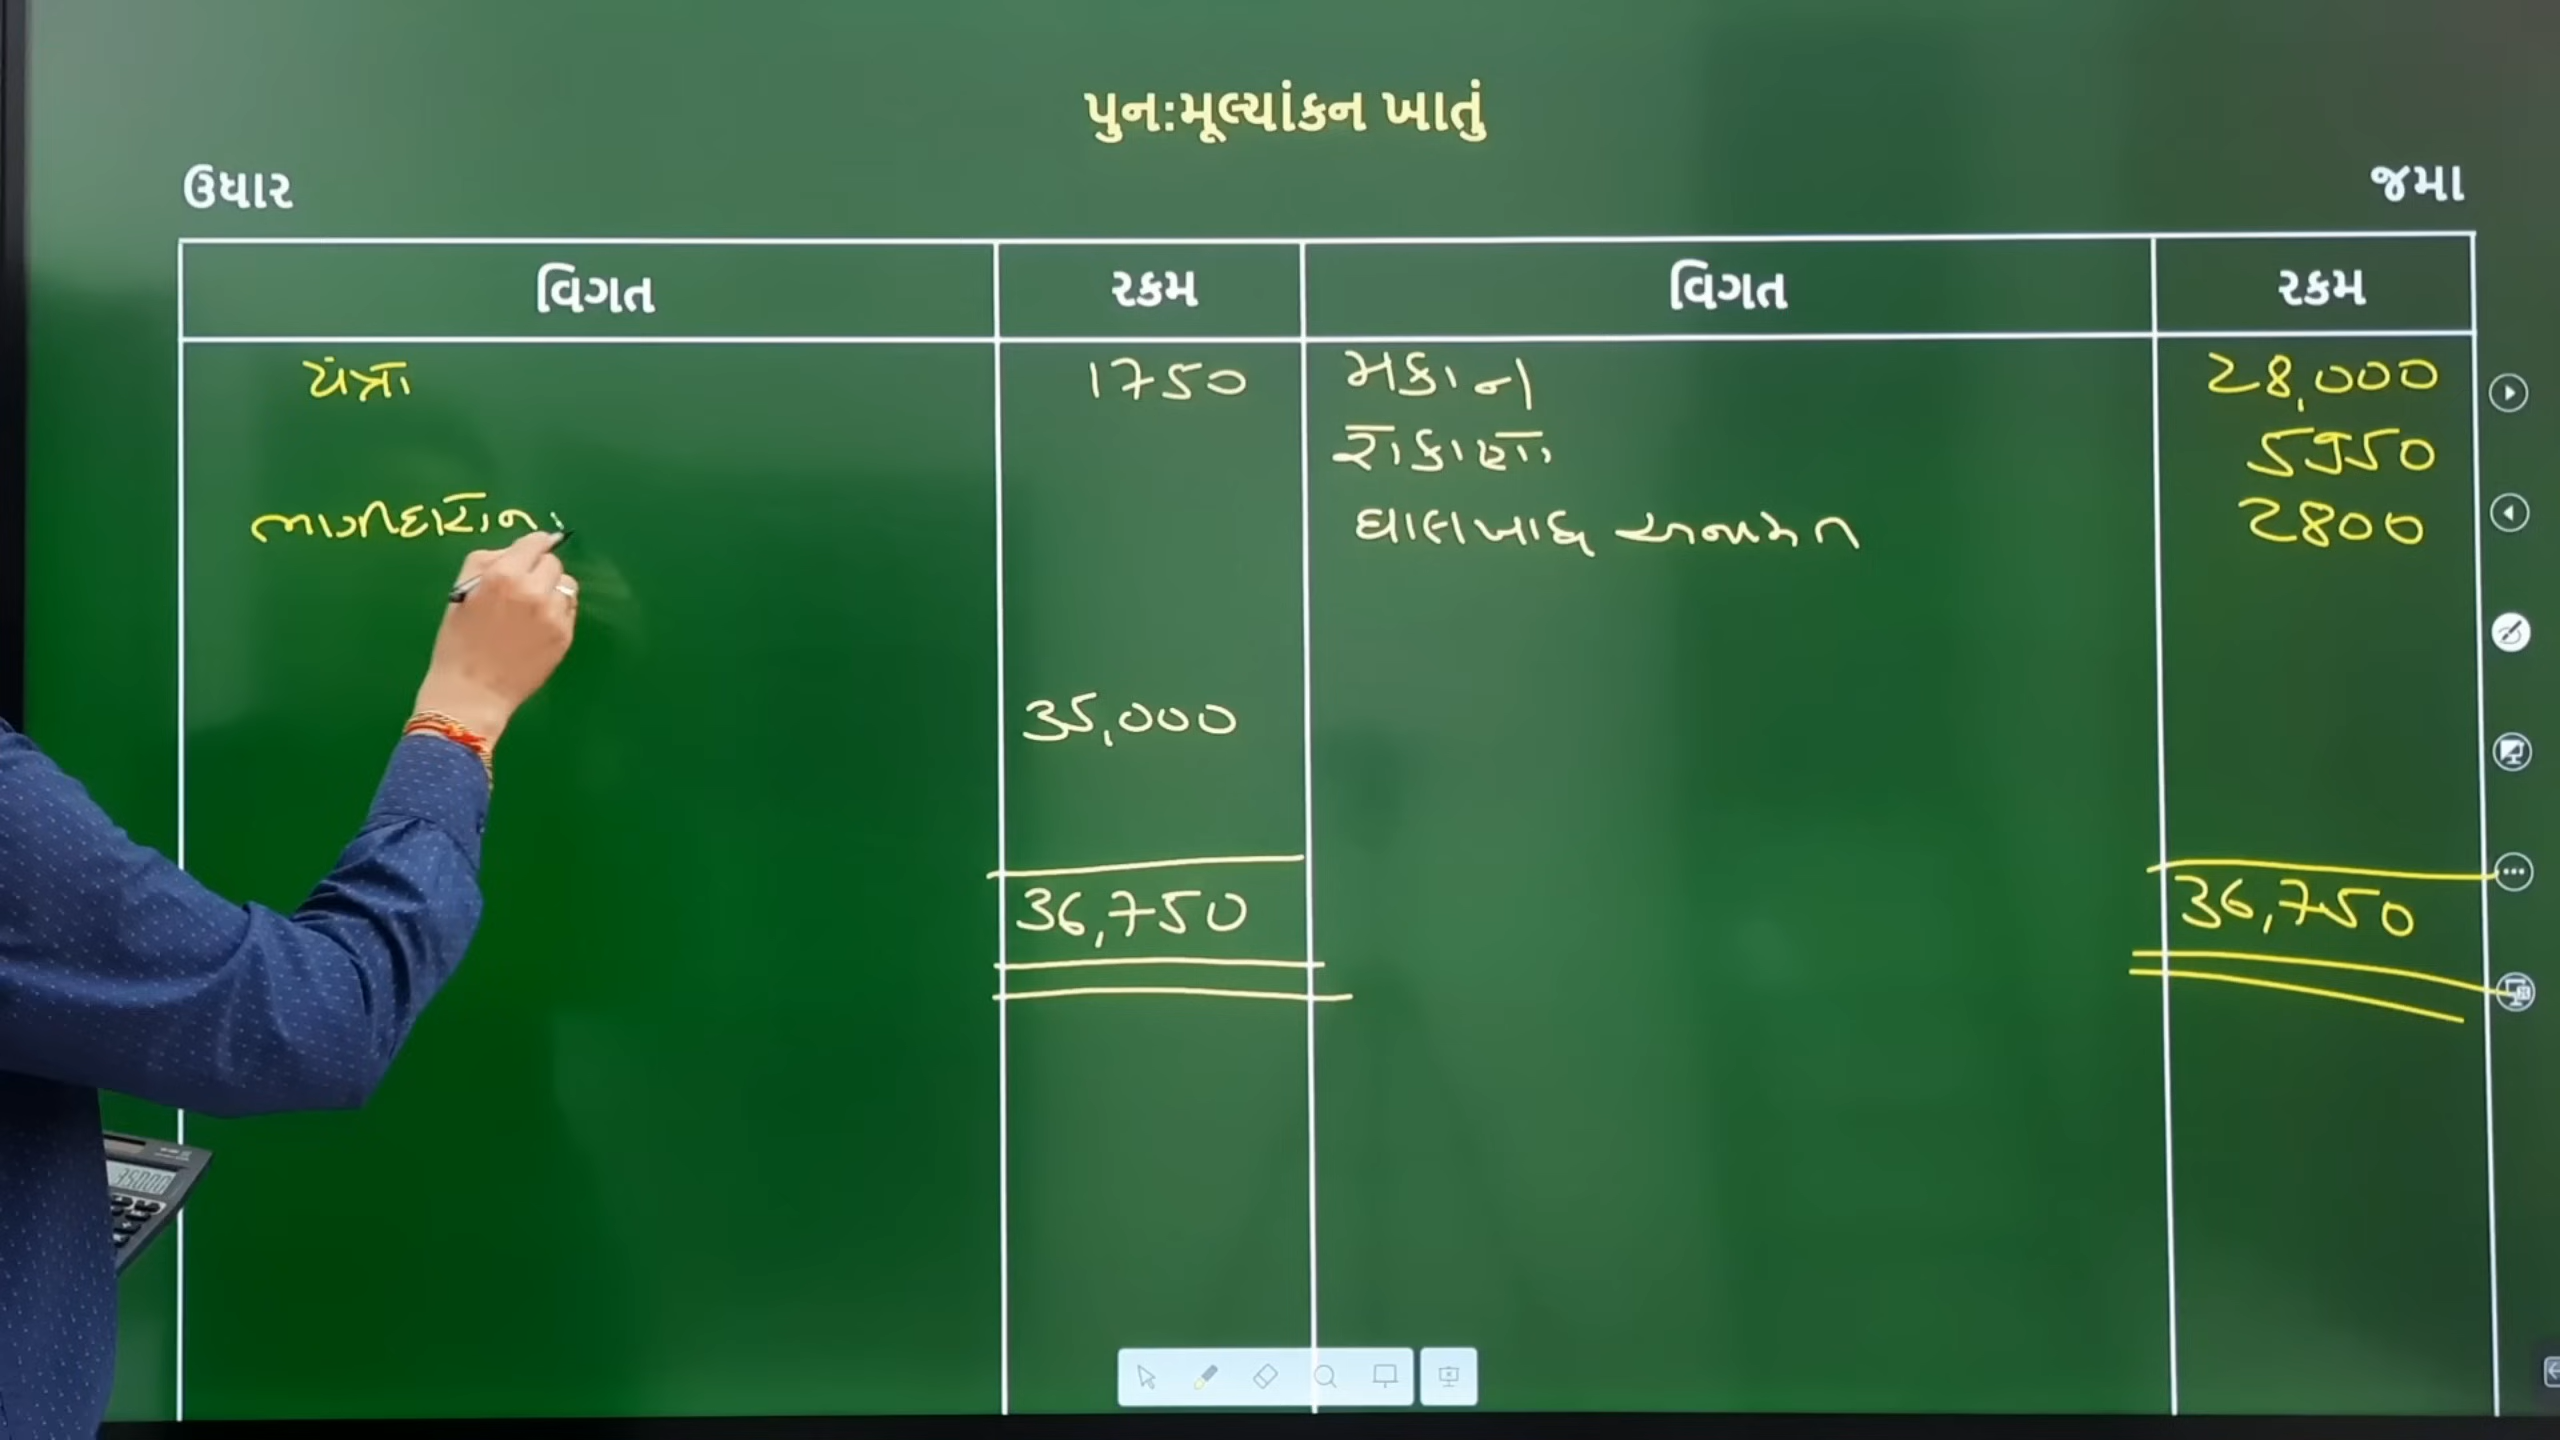 પુન:મૂલ્યાંકન ખાતું
ઉધાર જમા
વિગત રકમ વિગત રકમ
યંત્રો 1750 મકાન 28,000
રોકાણો 5950
ભાગીદારોના ઘાલખાધ અનામત 2800
35,000
36,750 36,750